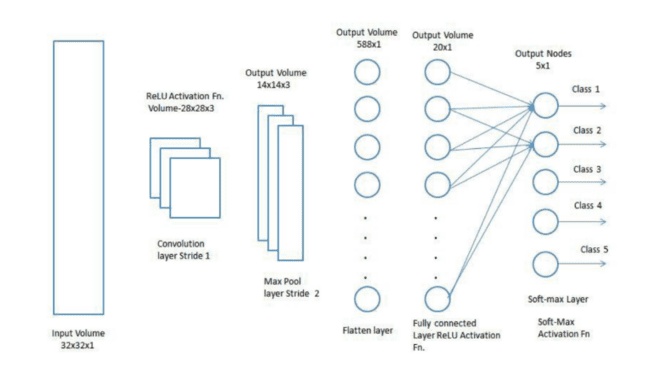 Input Volume
32x32x1
ReLU Activation Fn.
Volume-28x28x3
Convolution
layer Stride 1
Output Volume
14x14x3
Max Pool
layer Stride 2
Output Volume
588x1
Flatten layer
Output Volume
20x1
Fully connected
Layer ReLU Activation
Fn.
Output Nodes
5x1
Class 1
Class 2
Class 3
Class 4
Class 5
Soft-max Layer
Soft-Max
Activation Fn